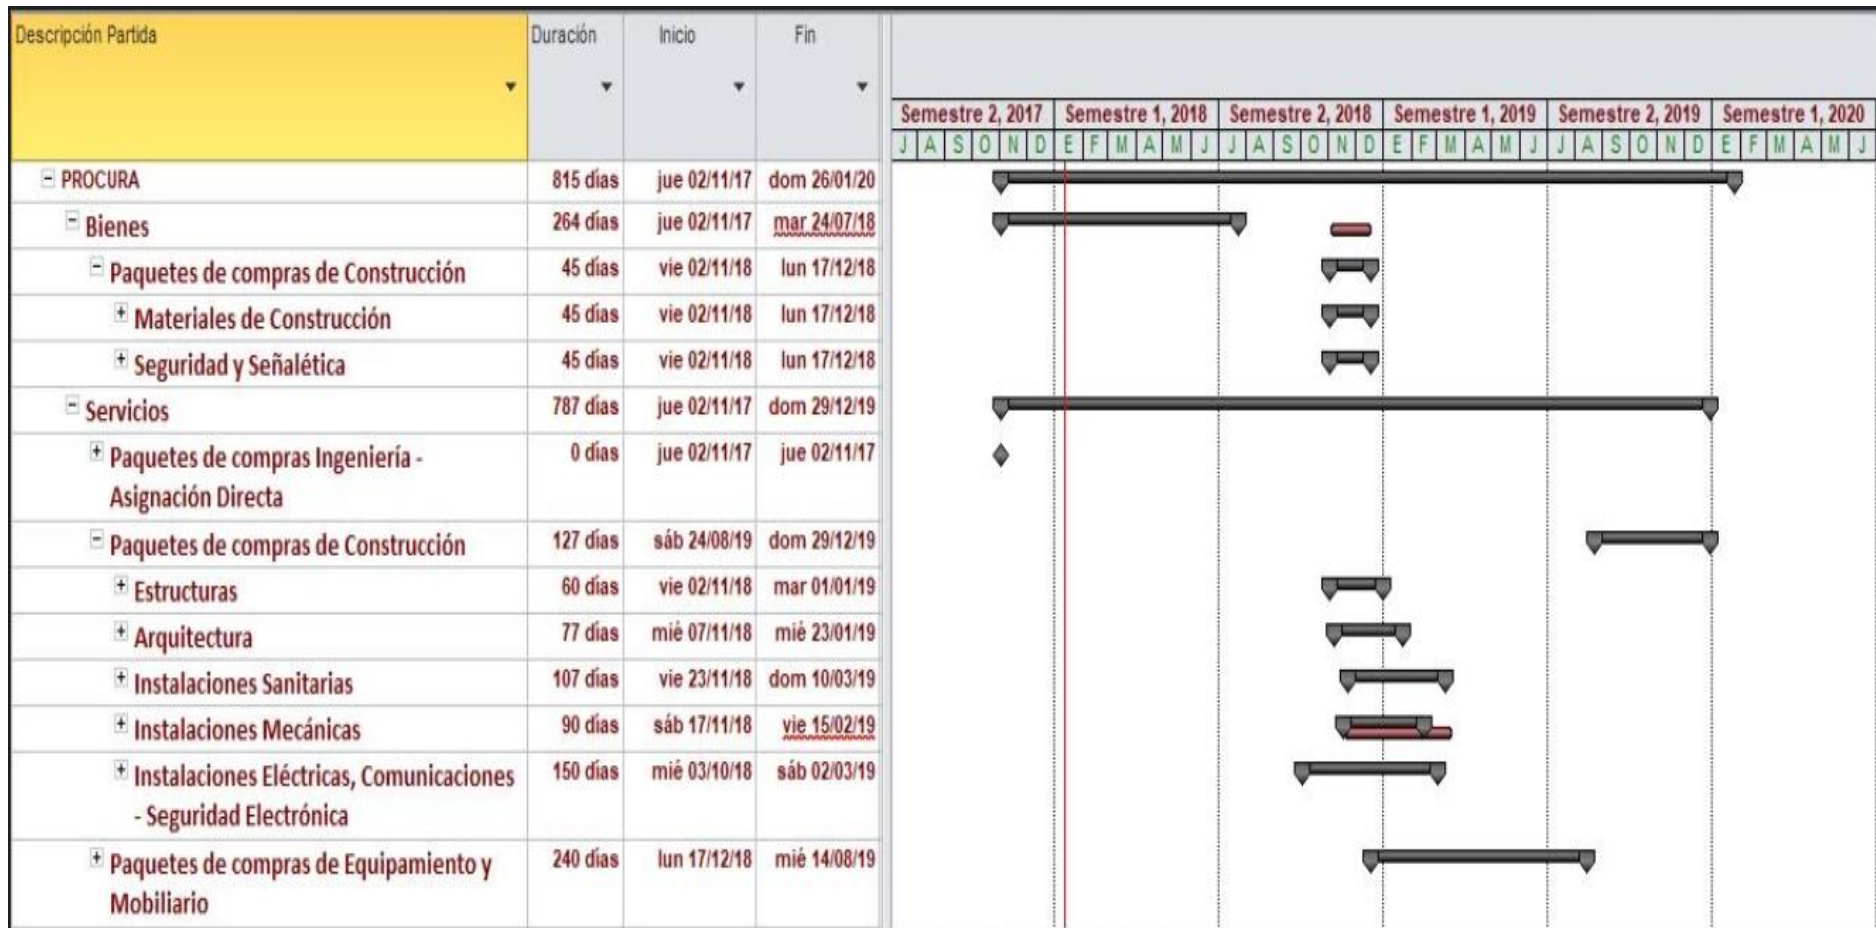 Descripción Partida Duración Inicio Fin
Semestre 2, 2017 Semestre 1, 2018 Semestre 2, 2018 Semestre 1, 2019 Semestre 2, 2019 Semestre 1, 2020
J A S O N D E F M A M J J A S O N D E F M A M J J A S O N D E F M A M J
PROCURA 815 días jue 02/11/17 dom 26/01/20
Bienes 264 días jue 02/11/17 mar 24/07/18
Paquetes de compras de Construcción 45 días vie 02/11/18 lun 17/12/18
Materiales de Construcción 45 días vie 02/11/18 lun 17/12/18
Seguridad y Señalética 45 días vie 02/11/18 lun 17/12/18
Servicios 787 días jue 02/11/17 dom 29/12/19
Paquetes de compras Ingeniería - 0 días jue 02/11/17 jue 02/11/17
Asignación Directa
Paquetes de compras de Construcción 127 días sáb 24/08/19 dom 29/12/19
Estructuras 60 días vie 02/11/18 mar 01/01/19
Arquitectura 77 días mié 07/11/18 mié 23/01/19
Instalaciones Sanitarias 107 días vie 23/11/18 dom 10/03/19
Instalaciones Mecánicas 90 días sáb 17/11/18 vie 15/02/19
Instalaciones Eléctricas, Comunicaciones 150 días mié 03/10/18 sáb 02/03/19
- Seguridad Electrónica
Paquetes de compras de Equipamiento y 240 días lun 17/12/18 mié 14/08/19
Mobiliario